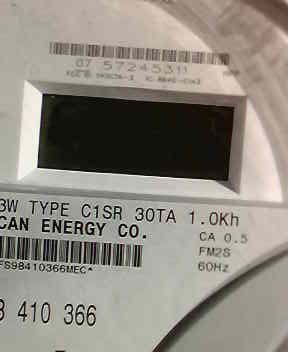 07 57245311
3W TYPE C1SR 30TA 1.0Kh
CAN ENERGY CO.
CA 0.5
FM2S
60Hz
FS98410366MEC*
3 410 366